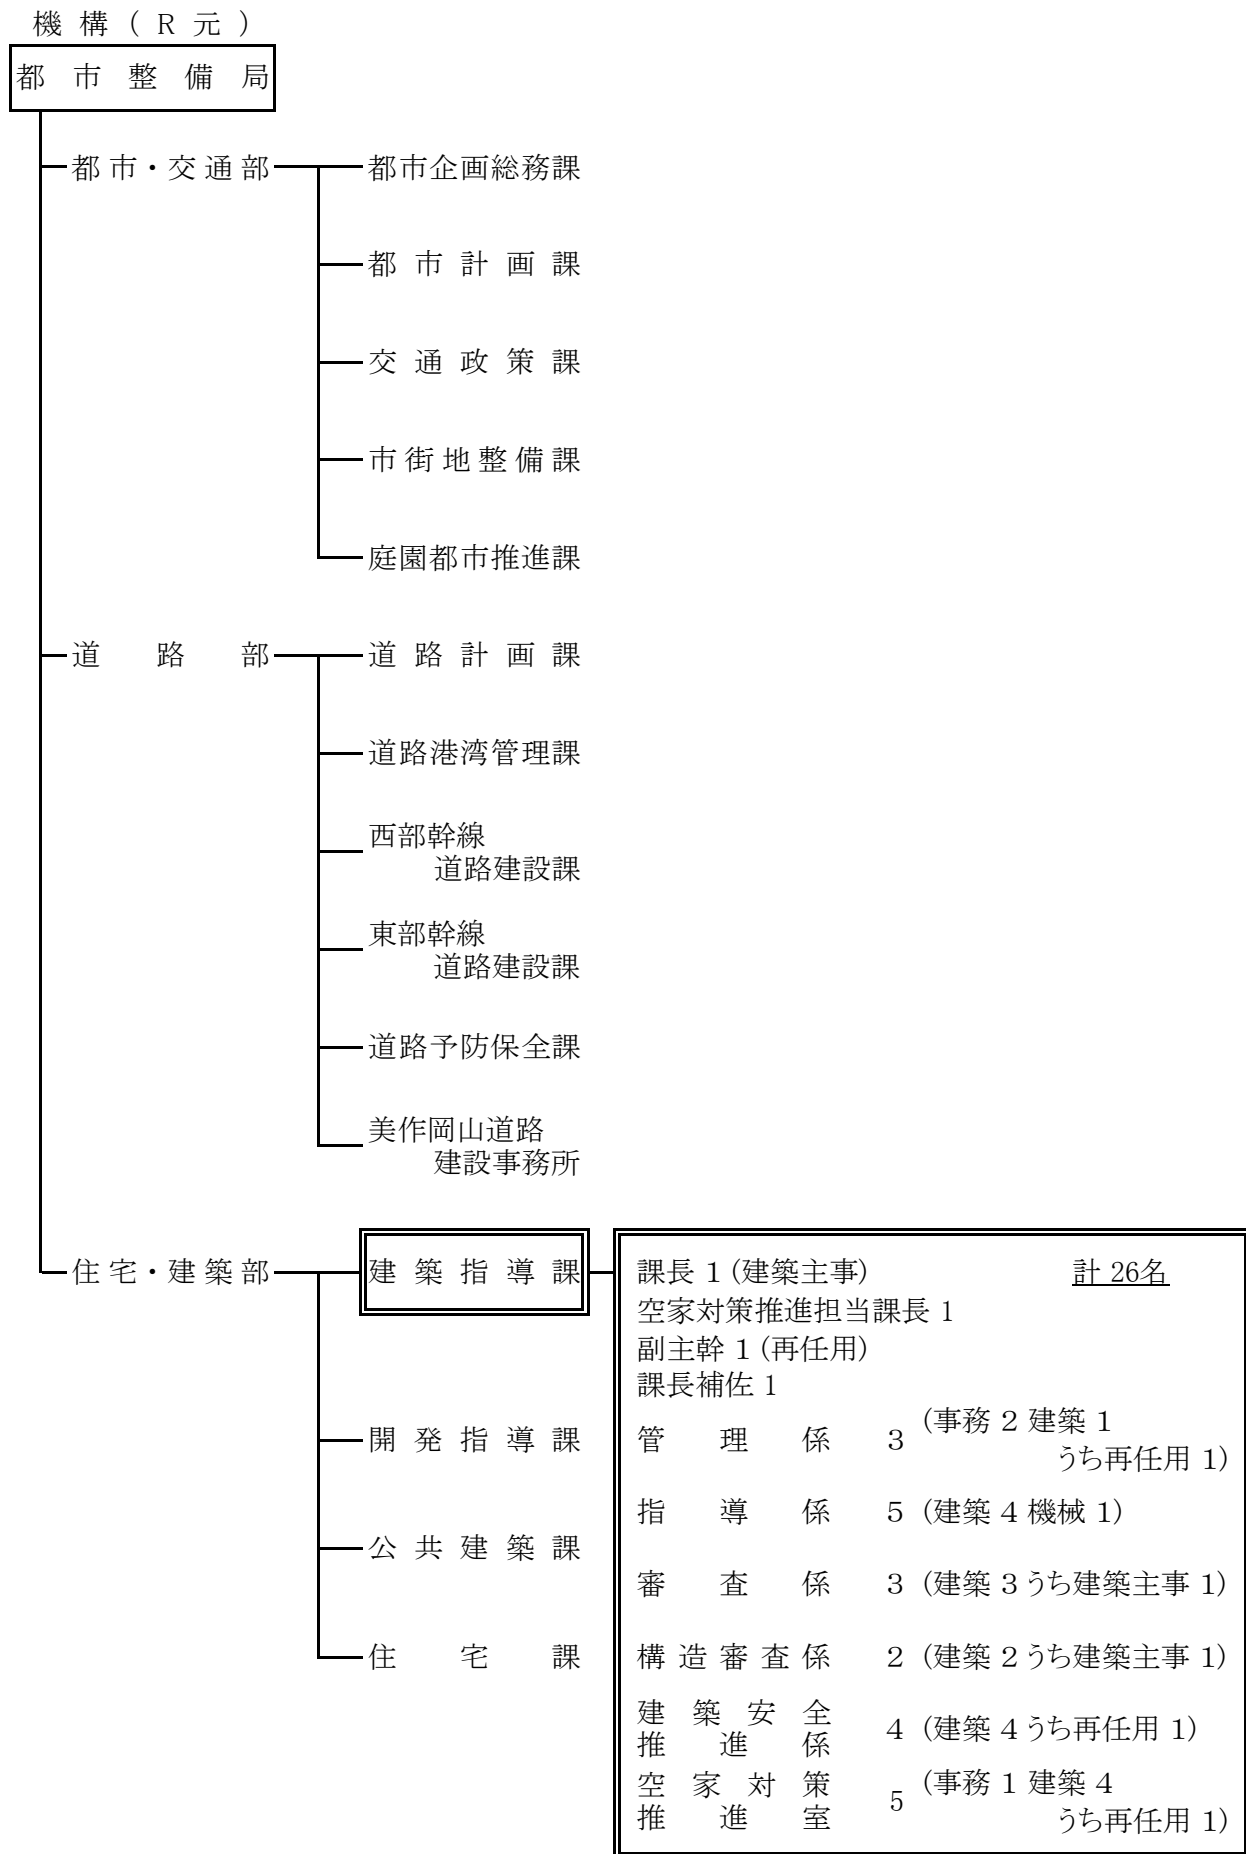 機構(R元)
都市整備局
都市・交通部
都市企画総務課
都市計画課
交通政策課
市街地整備課
庭園都市推進課
道路部
道路計画課
道路港湾管理課
西部幹線
道路建設課
東部幹線
道路建設課
道路予防保全課
美作岡山道路
建設事務所
住宅・建築部
建築指導課
開発指導課
公共建築課
住宅課
課長 1 (建築主事) 計 26名
空家対策推進担当課長 1
副主幹 1 (再任用)
課長補佐 1
管理係 3 (事務 2 建築 1
うち再任用 1)
指導係 5 (建築 4 機械 1)
審査係 3 (建築 3 うち建築主事 1)
構造審査係 2 (建築 2 うち建築主事 1)
建築安全
推進係 4 (建築 4 うち再任用 1)
空家対策
推進室 5 (事務 1 建築 4
うち再任用 1)